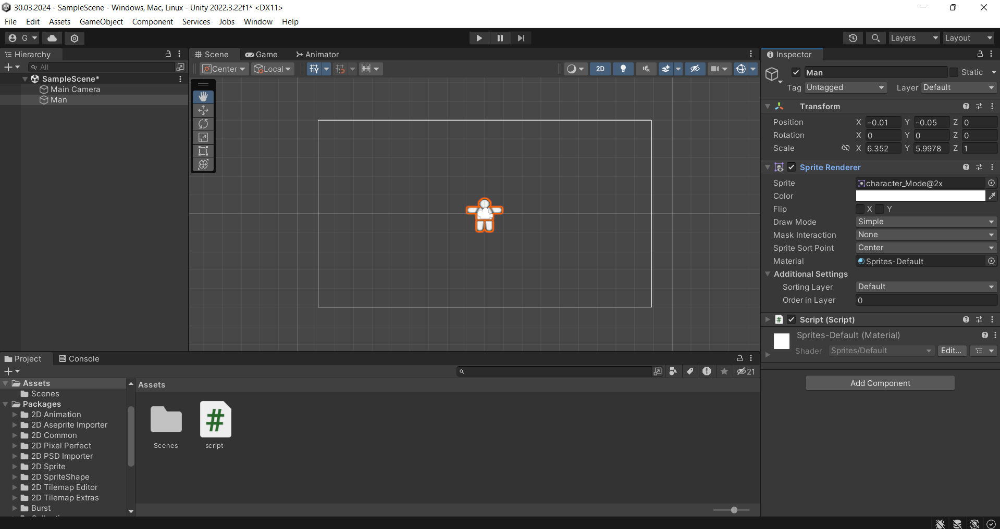 30.03.2024 - SampleScene - Windows, Mac, Linux - Unity 2022.3.22f1* <DX11>
File Edit Assets GameObject Component Services Jobs Window Help
G Layers Layout
Hierarchy
All
SampleScene*
Main Camera
Man
Scene Game Animator
Center Local 2D
Inspector
Man Static
Tag Untagged Layer Default
Transform
Position X -0.01 Y -0.05 Z 0
Rotation X 0 Y 0 Z 0
Scale X 6.352 Y 5.9978 Z 1
Sprite Renderer
Sprite character_Mode@2x
Color
Flip X Y
Draw Mode Simple
Mask Interaction None
Sprite Sort Point Center
Material Sprites-Default
Additional Settings
Sorting Layer Default
Order in Layer 0
# Script (Script)
Sprites-Default (Material)
Shader Sprites/Default Edit...
Add Component
Project Console
21
Assets
Scenes
Packages
2D Animation
2D Aseprite Importer
2D Common
2D Pixel Perfect
2D PSD Importer
2D Sprite
2D SpriteShape
2D Tilemap Editor
2D Tilemap Extras
Burst
Assets
#
Scenes script